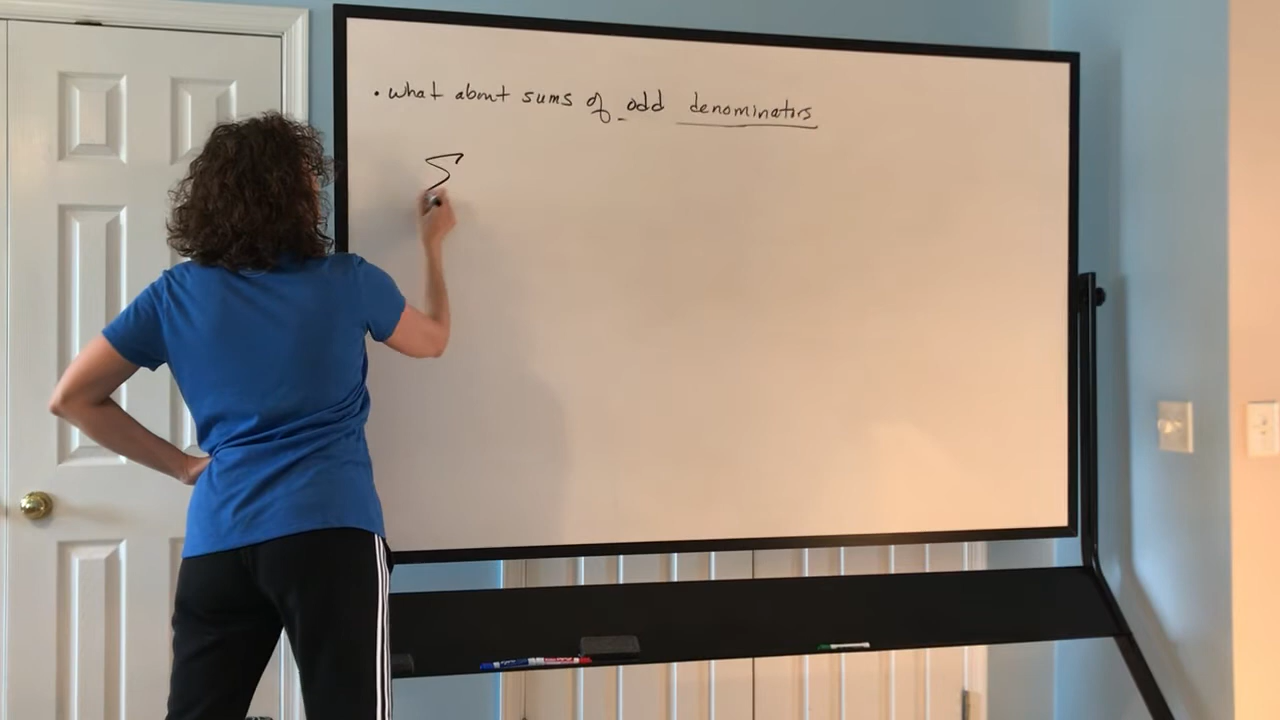 • what about sums of odd denominators
Σ